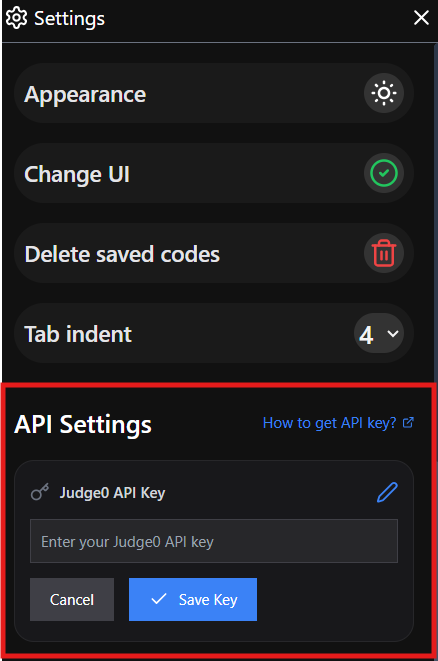 Settings
Appearance
Change UI
Delete saved codes
Tab indent 4
API Settings How to get API key?
Judge0 API Key
Enter your Judge0 API key
Cancel Save Key